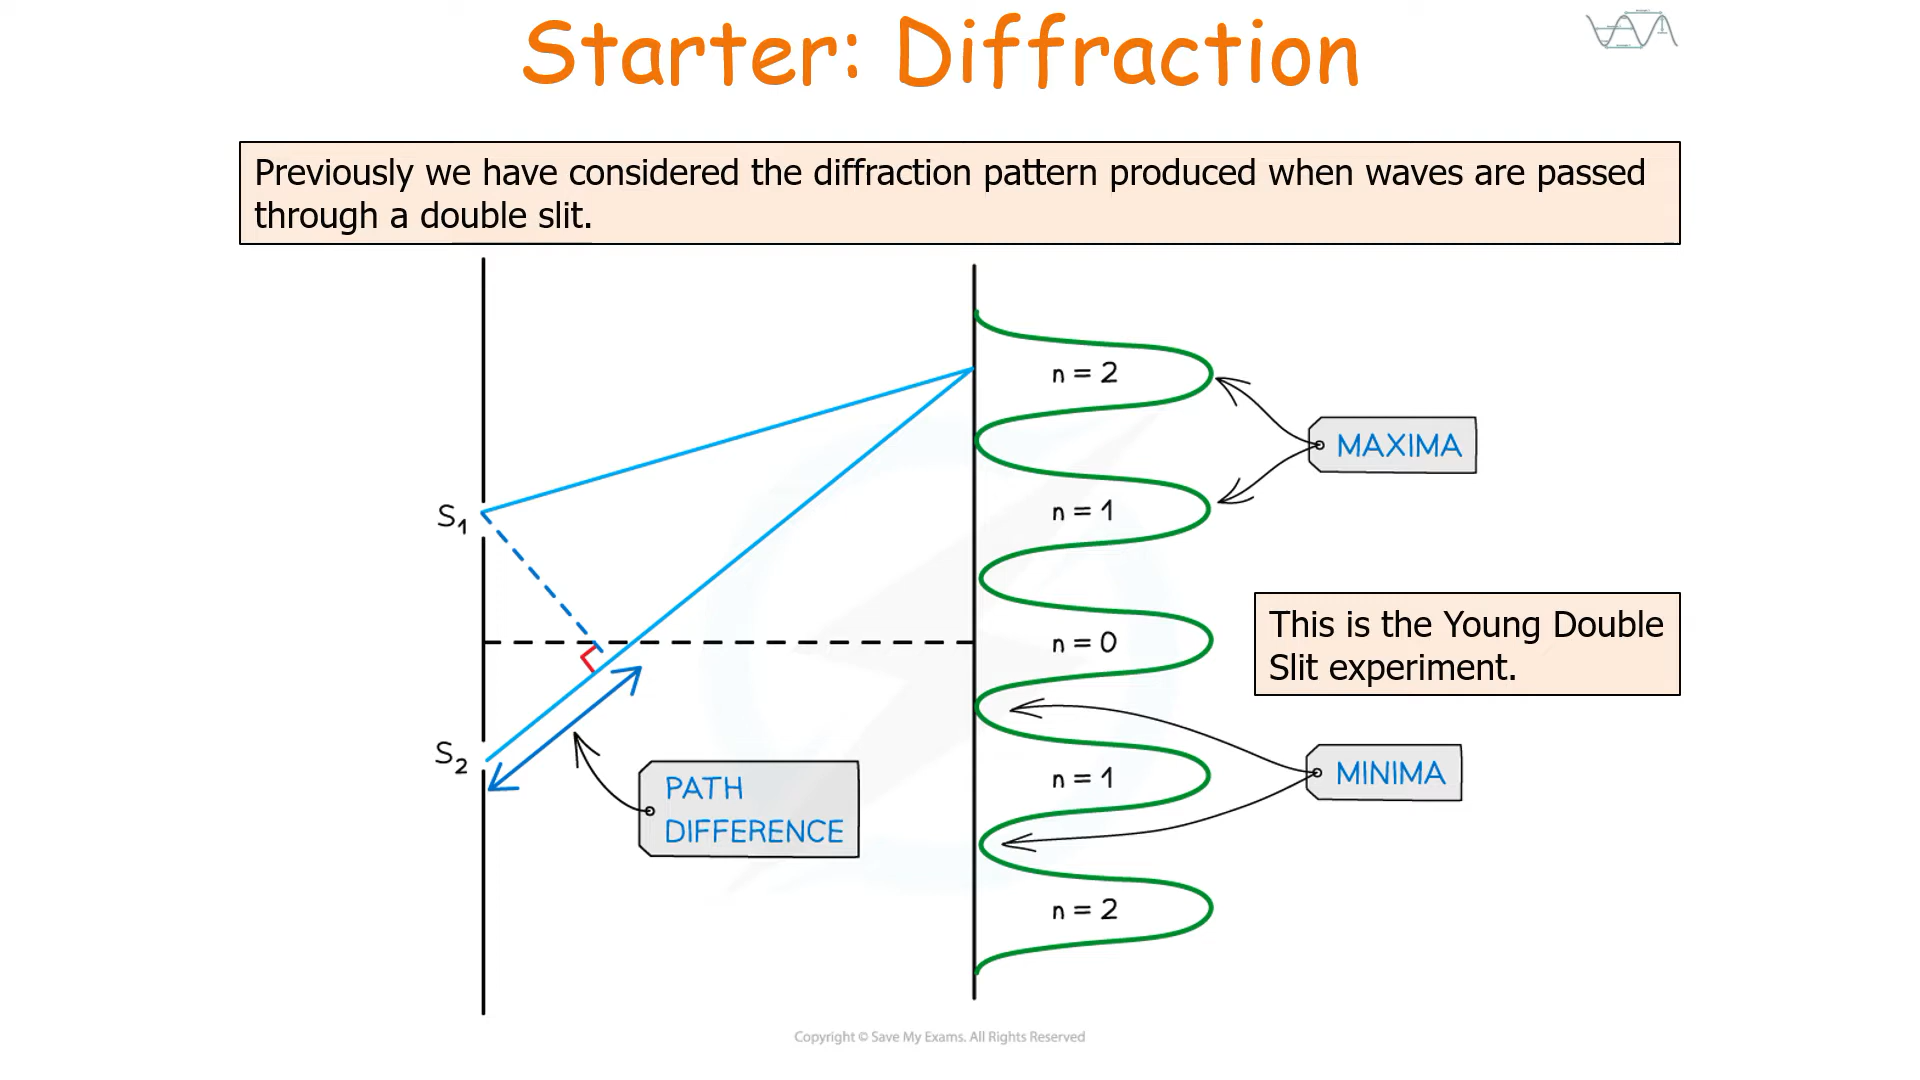 Starter: Diffraction
Previously we have considered the diffraction pattern produced when waves are passed
through a double slit.
n = 2
MAXIMA
n = 1
S₁
This is the Young Double
Slit experiment.
n = 0
S₂
PATH
DIFFERENCE
n = 1
MINIMA
n = 2
Copyright © Save My Exams. All Rights Reserved